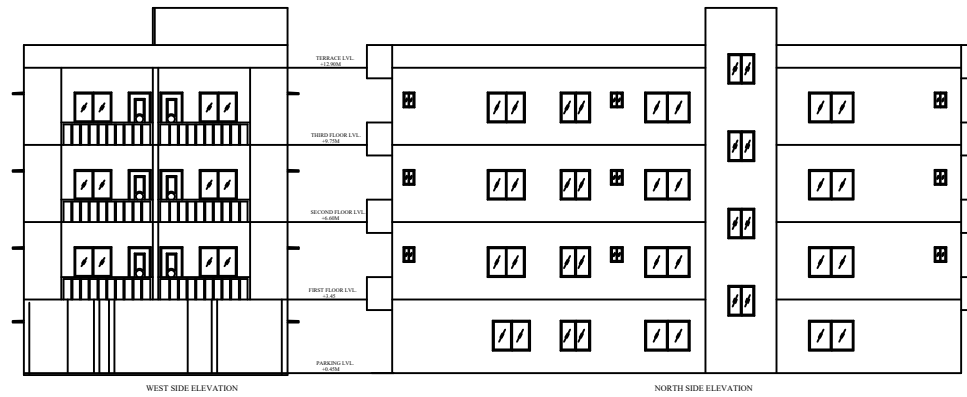 TERRACE LVL.
+12.90M
THIRD FLOOR LVL.
+9.75M
SECOND FLOOR LVL.
+6.60M
FIRST FLOOR LVL.
+3.45
PARKING LVL.
+0.45M
WEST SIDE ELEVATION
NORTH SIDE ELEVATION